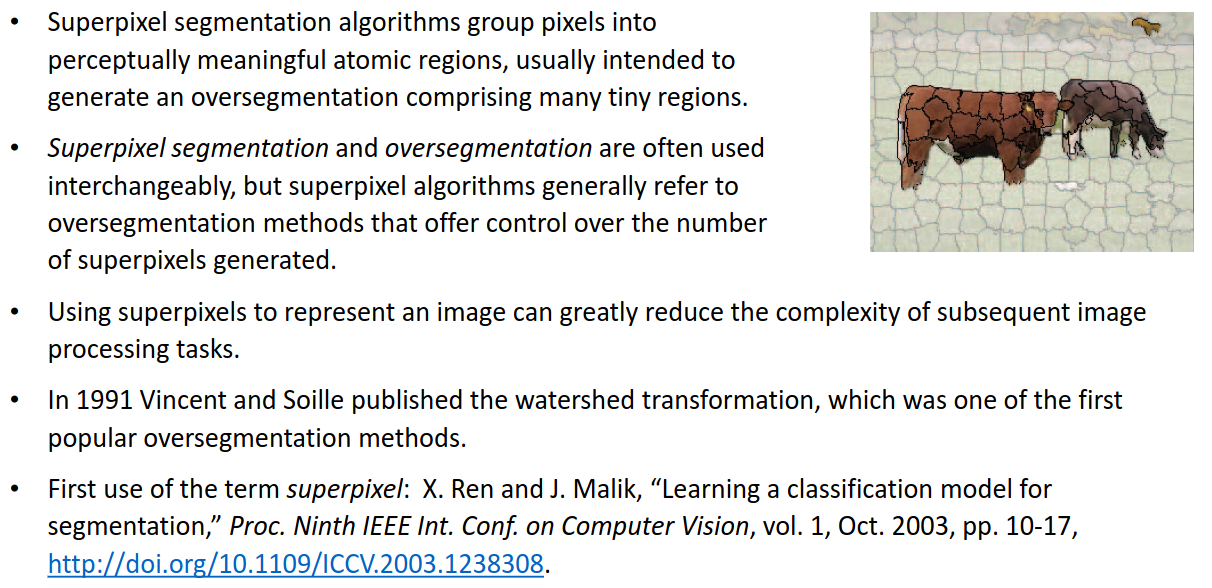 • Superpixel segmentation algorithms group pixels into
perceptually meaningful atomic regions, usually intended to
generate an oversegmentation comprising many tiny regions.
• Superpixel segmentation and oversegmentation are often used
interchangeably, but superpixel algorithms generally refer to
oversegmentation methods that offer control over the number
of superpixels generated.
• Using superpixels to represent an image can greatly reduce the complexity of subsequent image
processing tasks.
• In 1991 Vincent and Soille published the watershed transformation, which was one of the first
popular oversegmentation methods.
• First use of the term superpixel:  X. Ren and J. Malik, “Learning a classification model for
segmentation,” Proc. Ninth IEEE Int. Conf. on Computer Vision, vol. 1, Oct. 2003, pp. 10-17,
http://doi.org/10.1109/ICCV.2003.1238308.